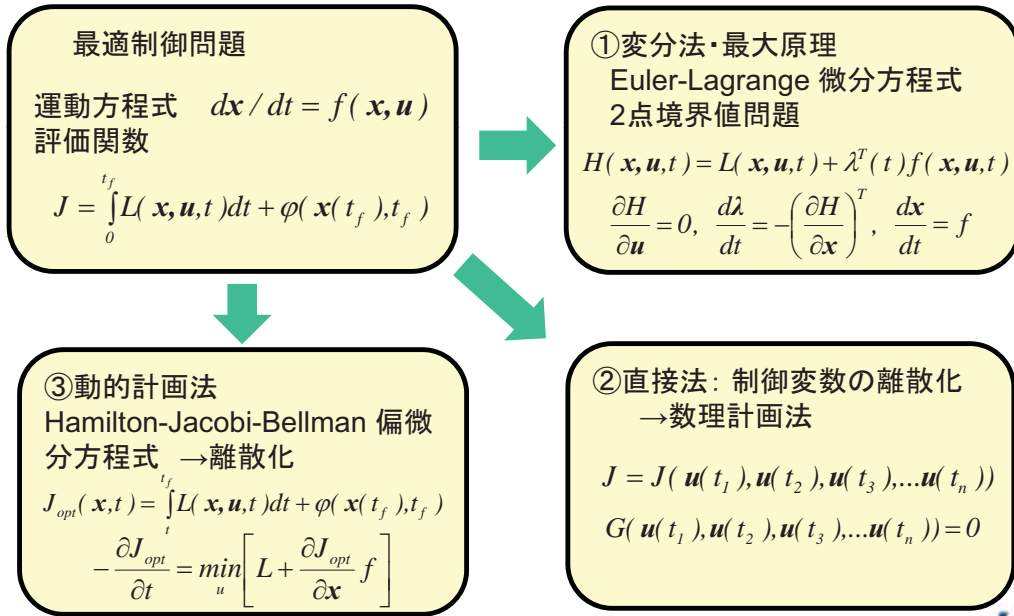 最適制御問題
運動方程式 dx/dt = f(x,u)
評価関数
J = ∫_0^{t_f} L(x,u,t)dt + φ(x(t_f),t_f)
①変分法・最大原理
Euler-Lagrange 微分方程式
2点境界値問題
H(x,u,t) = L(x,u,t) + λ^T(t)f(x,u,t)
∂H/∂u = 0, dλ/dt = -(∂H/∂x)^T, dx/dt = f
③動的計画法
Hamilton-Jacobi-Bellman 偏微
分方程式 →離散化
J_opt(x,t) = ∫_t^{t_f} L(x,u,t)dt + φ(x(t_f),t_f)
-∂J_opt/∂t = min_u [L + ∂J_opt/∂x f]
②直接法: 制御変数の離散化
→数理計画法
J = J(u(t_1),u(t_2),u(t_3),...u(t_n))
G(u(t_1),u(t_2),u(t_3),...u(t_n)) = 0